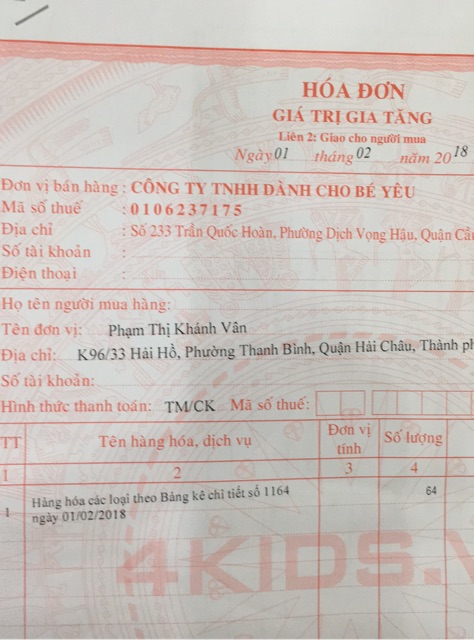 HÓA ĐƠN
GIÁ TRỊ GIA TĂNG
Liên 2: Giao cho người mua
Ngày 01 tháng 02 năm 2018
Đơn vị bán hàng : CÔNG TY TNHH DÀNH CHO BÉ YÊU
Mã số thuế : 0106237175
Địa chỉ : Số 233 Trần Quốc Hoàn, Phường Dịch Vọng Hậu, Quận Cầ
Số tài khoản :
Điện thoại :
Họ tên người mua hàng:
Tên đơn vị: Phạm Thị Khánh Vân
Địa chỉ: K96/33 Hải Hồ, Phường Thanh Bình, Quận Hải Châu, Thành ph
Số tài khoản:
Hình thức thanh toán: TM/CK Mã số thuế:
TT Tên hàng hóa, dịch vụ Đơn vị tính Số lượng
1 2 3 4
1 Hàng hóa các loại theo Bảng kê chi tiết số 1164 64
ngày 01/02/2018
4KIDS.V